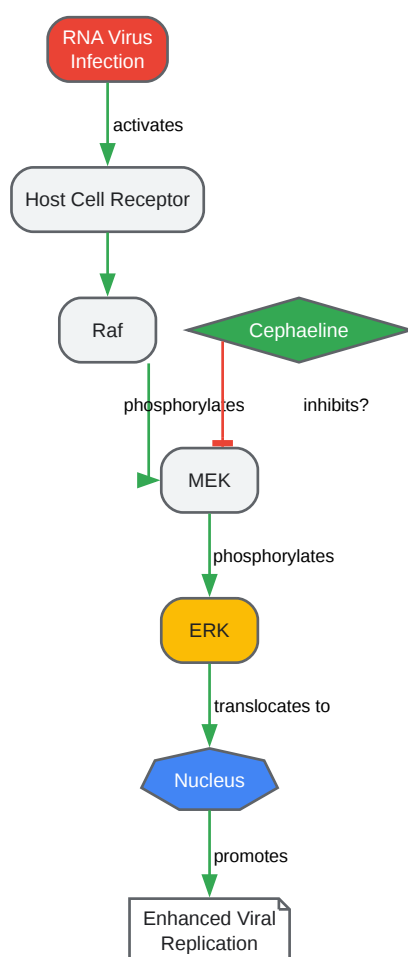 RNA Virus
Infection
activates
Host Cell Receptor
Raf
Cephaeline
phosphorylates
inhibits?
MEK
phosphorylates
ERK
translocates to
Nucleus
promotes
Enhanced Viral
Replication